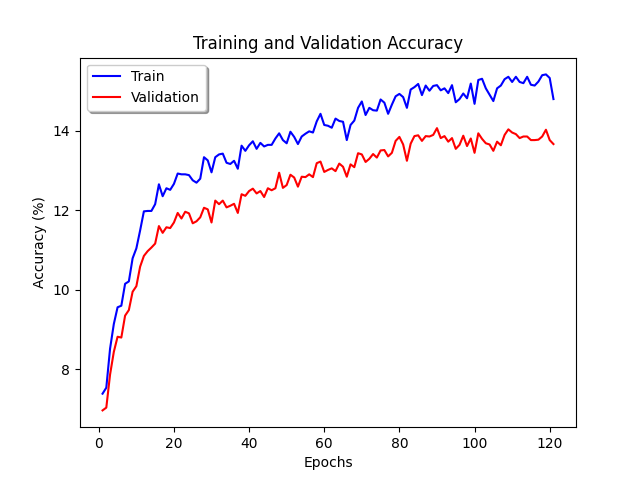 Training and Validation Accuracy
Train
Validation
14
12
10
8
Accuracy (%)
0 20 40 60 80 100 120
Epochs